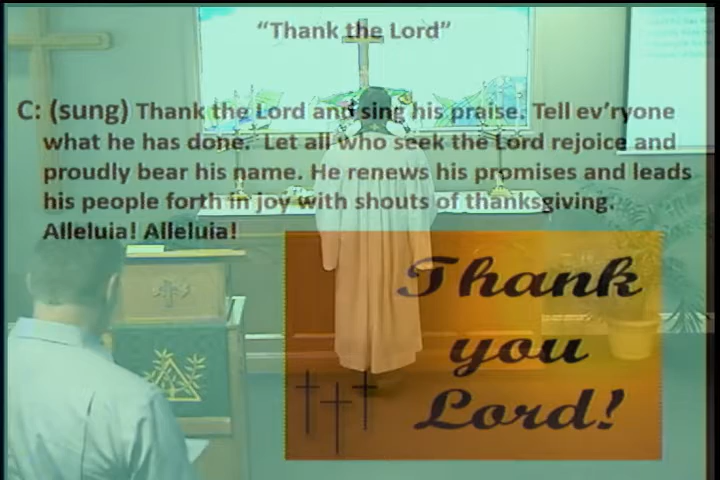 “Thank the Lord”
C: (sung) Thank the Lord and sing his praise. Tell ev’ryone
what he has done. Let all who seek the Lord rejoice and
proudly bear his name. He renews his promises and leads
his people forth in joy with shouts of thanksgiving.
Alleluia! Alleluia!
Thank
you
Lord!